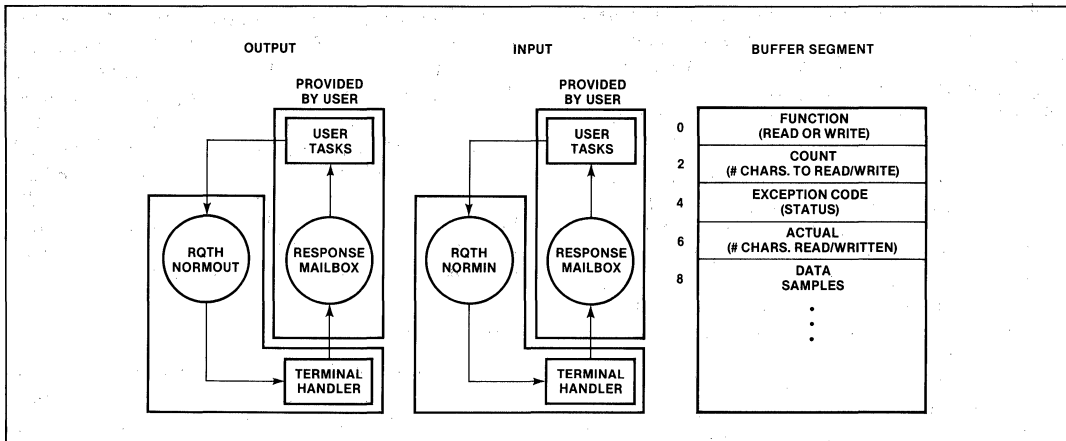 OUTPUT
PROVIDED
BY USER
USER
TASKS
RQTH
NORMOUT
RESPONSE
MAILBOX
TERMINAL
HANDLER
INPUT
PROVIDED
BY USER
USER
TASKS
RQTH
NORMIN
RESPONSE
MAILBOX
TERMINAL
HANDLER
BUFFER SEGMENT
0 FUNCTION
(READ OR WRITE)
2 COUNT
(# CHARS. TO READ/WRITE)
4 EXCEPTION CODE
(STATUS)
6 ACTUAL
(# CHARS. READ/WRITTEN)
8 DATA
SAMPLES